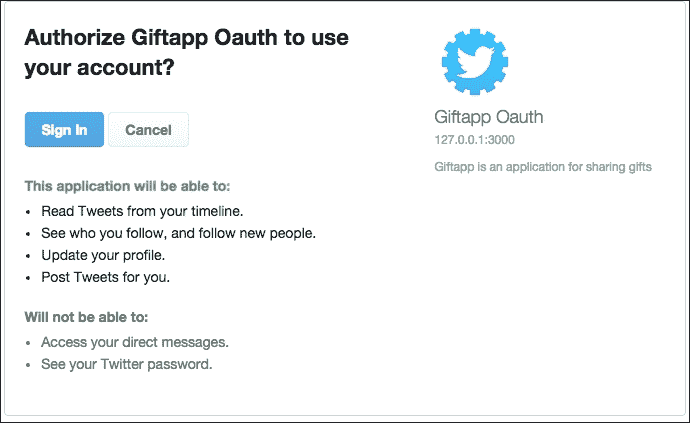 Authorize Giftapp Oauth to use
your account?
Sign In
Cancel
This application will be able to:
• Read Tweets from your timeline.
• See who you follow, and follow new people.
• Update your profile.
• Post Tweets for you.
Will not be able to:
• Access your direct messages.
• See your Twitter password.
Giftapp Oauth
127.0.0.1:3000
Giftapp is an application for sharing gifts